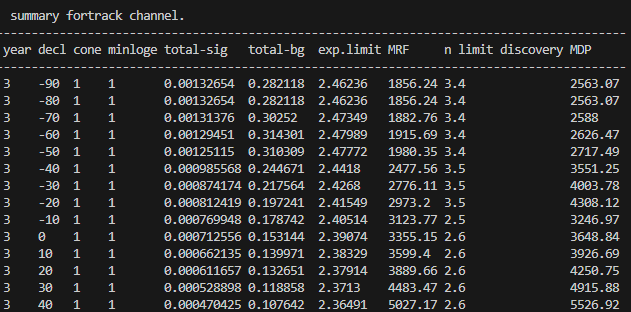 summary fortrack channel.
year decl cone minloge total-sig total-bg exp.limit MRF n limit discovery MDP
3 -90 1 1 0.00132654 0.282118 2.46236 1856.24 3.4 2563.07
3 -80 1 1 0.00132654 0.282118 2.46236 1856.24 3.4 2563.07
3 -70 1 1 0.00131376 0.30252 2.47349 1882.76 3.4 2588
3 -60 1 1 0.00129451 0.314301 2.47989 1915.69 3.4 2626.47
3 -50 1 1 0.00125115 0.310309 2.47772 1980.35 3.4 2717.49
3 -40 1 1 0.000985568 0.244671 2.4418 2477.56 3.5 3551.25
3 -30 1 1 0.000874174 0.217564 2.4268 2776.11 3.5 4003.78
3 -20 1 1 0.000812419 0.197241 2.41549 2973.2 3.5 4308.12
3 -10 1 1 0.000769948 0.178742 2.40514 3123.77 2.5 3246.97
3 0 1 1 0.000712556 0.153144 2.39074 3355.15 2.6 3648.84
3 10 1 1 0.000662135 0.139971 2.38329 3599.4 2.6 3926.69
3 20 1 1 0.000611657 0.132651 2.37914 3889.66 2.6 4250.75
3 30 1 1 0.000528898 0.118858 2.3713 4483.47 2.6 4915.88
3 40 1 1 0.000470425 0.107642 2.36491 5027.17 2.6 5526.92